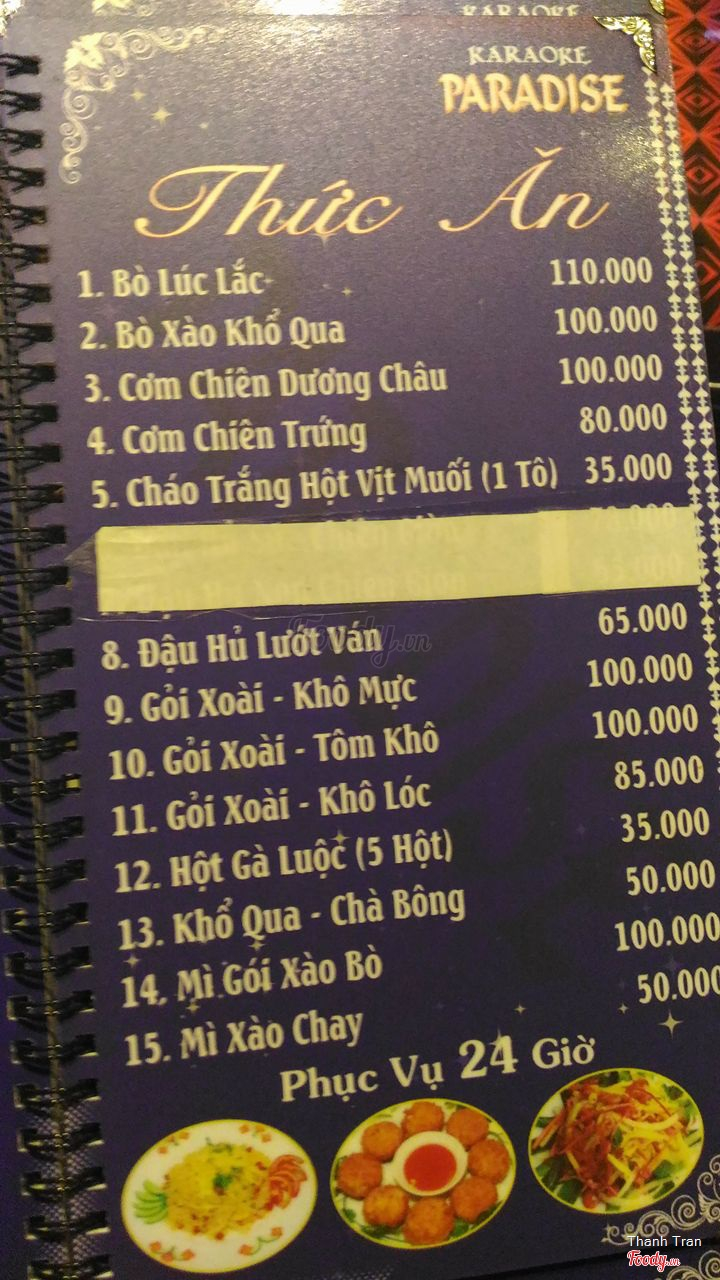 KARAOKE
KARAOKE
PARADISE
Thức Ăn
1. Bò Lúc Lắc 110.000
2. Bò Xào Khổ Qua 100.000
3. Cơm Chiên Dương Châu 100.000
4. Cơm Chiên Trứng 80.000
5. Cháo Trắng Hột Vịt Muối (1 Tô) 35.000
8. Đậu Hủ Lướt Ván 65.000
9. Gỏi Xoài - Khô Mực 100.000
10. Gỏi Xoài - Tôm Khô 100.000
11. Gỏi Xoài - Khô Lóc 85.000
12. Hột Gà Luộc (5 Hột) 35.000
13. Khổ Qua - Chà Bông 50.000
14. Mì Gói Xào Bò 100.000
15. Mì Xào Chay 50.000
Phục Vụ 24 Giờ
Foody.vn
Thanh Tran
Foody.vn